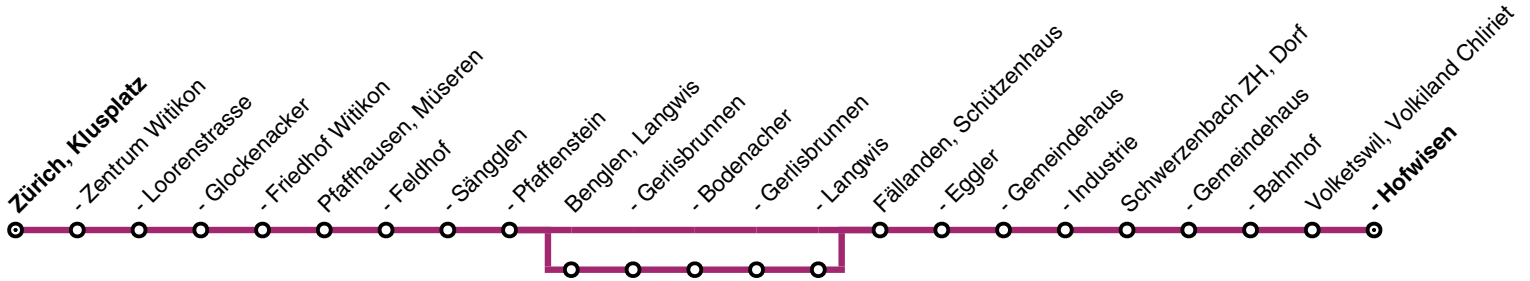 Zürich, Klusplatz
- Zentrum Witikon
- Loorenstrasse
- Glockenacker
- Friedhof Witikon
Pfaffhausen, Müseren
- Feldhof
- Sängglen
- Pfaffenstein
Benglen, Langwis
- Gerlisbrunnen
- Bodenacher
- Gerlisbrunnen
- Langwis
Fällanden, Schützenhaus
- Eggler
- Gemeindehaus
- Industrie
Schwerzenbach ZH, Dorf
- Gemeindehaus
- Bahnhof
Volketswil, Volkiland Chliriet
- Hofwisen